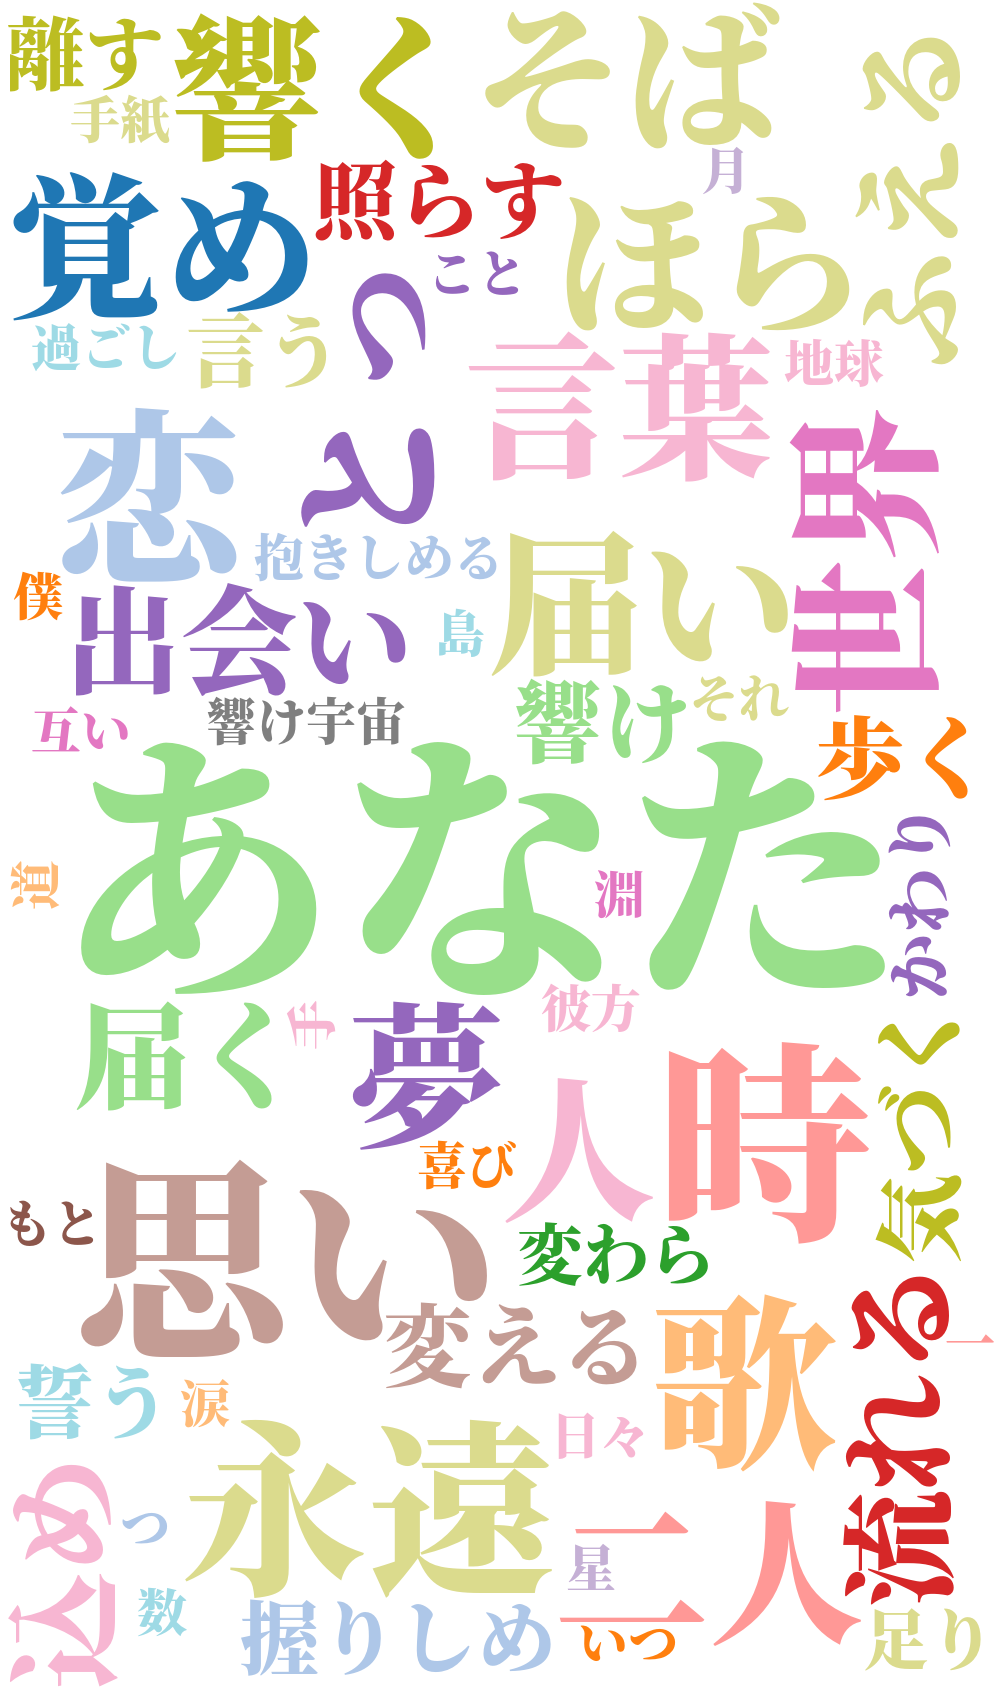 離す
響く
そば
ふえる
手紙
月
覚め
照らす
ほら
こと
って
過ごし
言う
言葉
地球
恋
世界
抱きしめる
届い
僕
出会い
島
響け
それ
互い
響け宇宙
歩く
あなた
かわり
道
淵
届く
手
夢
彼方
気づく
人
時
喜び
思い
もと
変わら
流れる
変える
歌
一
誓う
涙
永遠
日々
込め
つ
二人
星
数
握りしめ
いつ
足り